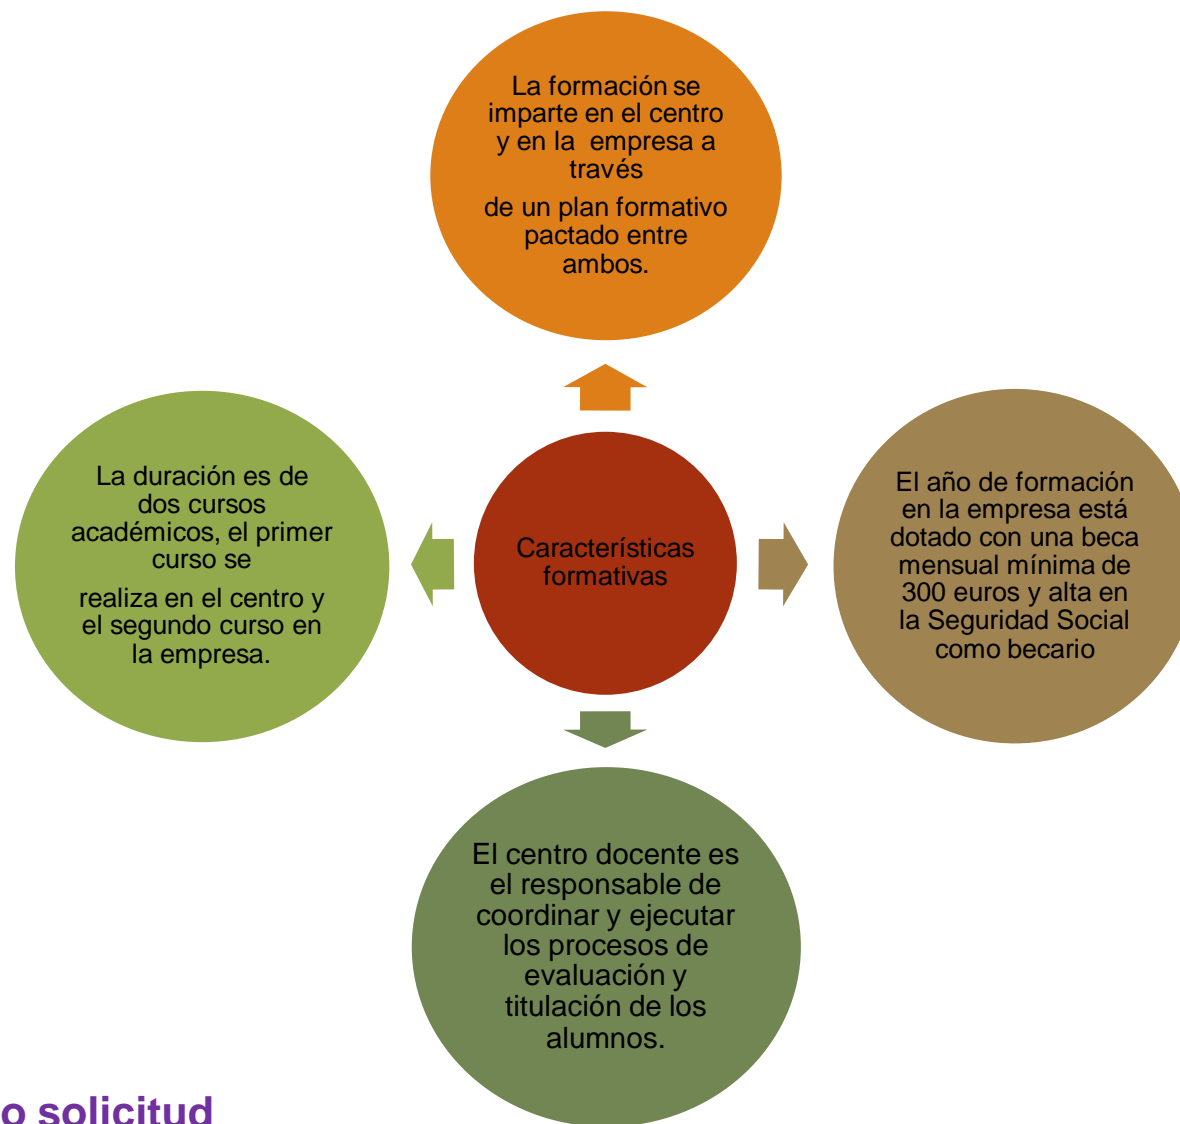 La formación se
imparte en el centro
y en la empresa a
través
de un plan formativo
pactado entre
ambos.
La duración es de
dos cursos
académicos, el primer
curso se
realiza en el centro y
el segundo curso en
la empresa.
Características
formativas
El año de formación
en la empresa está
dotado con una beca
mensual mínima de
300 euros y alta en
la Seguridad Social
como becario
El centro docente es
el responsable de
coordinar y ejecutar
los procesos de
evaluación y
titulación de los
alumnos.
o solicitud